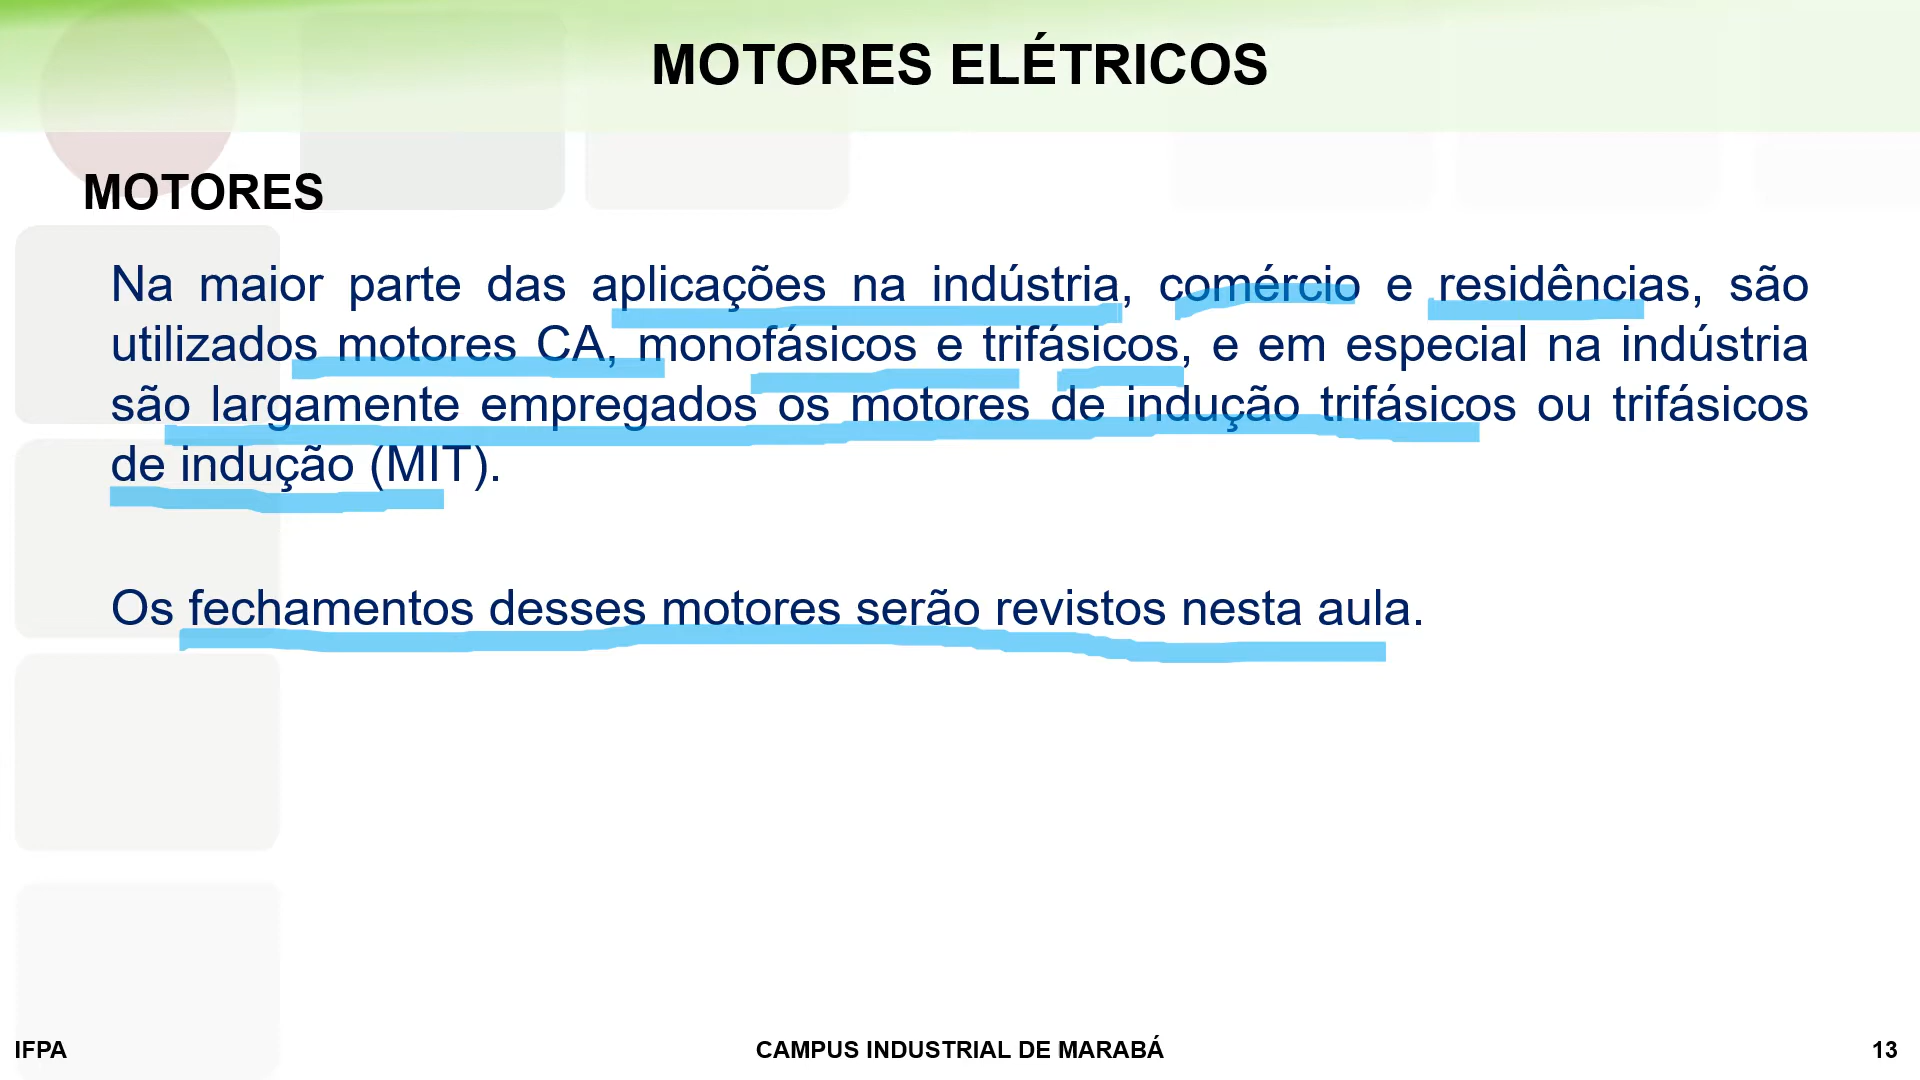 MOTORES ELÉTRICOS
MOTORES
Na maior parte das aplicações na indústria, comércio e residências, são
utilizados motores CA, monofásicos e trifásicos, e em especial na indústria
são largamente empregados os motores de indução trifásicos ou trifásicos
de indução (MIT).
Os fechamentos desses motores serão revistos nesta aula.
IFPA
CAMPUS INDUSTRIAL DE MARABÁ
13